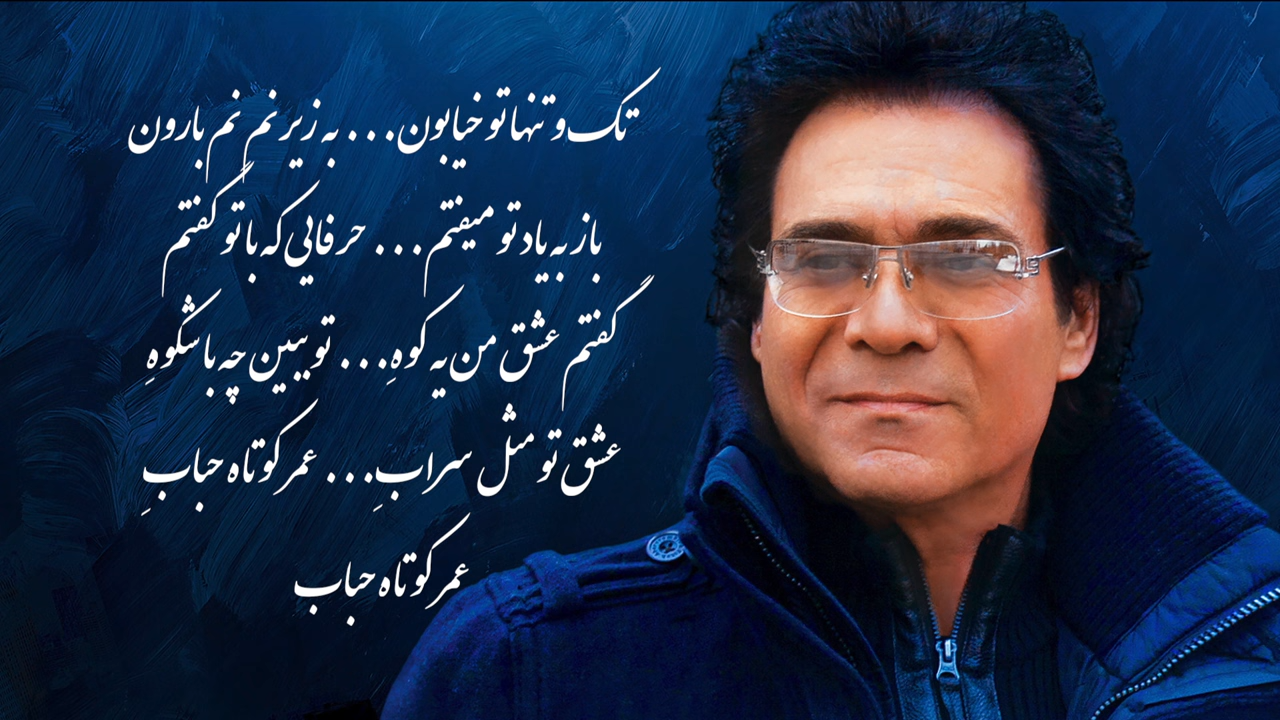 تک و تنها تو خیابون... به زیر نم نم بارون
باز به یاد تو میفتم... حرفایی که با تو گفتم
گفتم عشق من یه کوهِ... تو ببین چه باشکوهِ
عشق تو مثل سرابِ... عمر کوتاه حبابِ
عمر کوتاه حباب